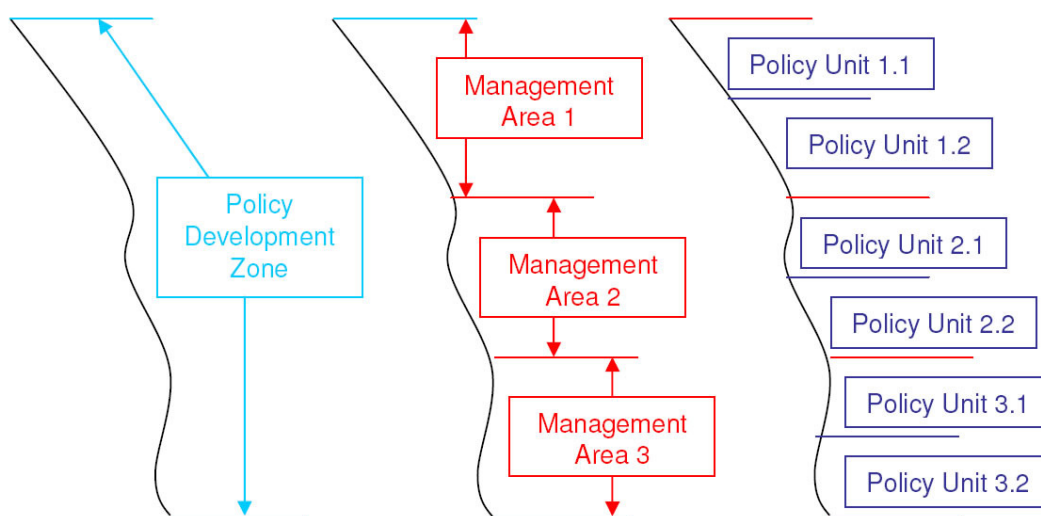 Policy
Development
Zone
Management
Area 1
Management
Area 2
Management
Area 3
Policy Unit 1.1
Policy Unit 1.2
Policy Unit 2.1
Policy Unit 2.2
Policy Unit 3.1
Policy Unit 3.2